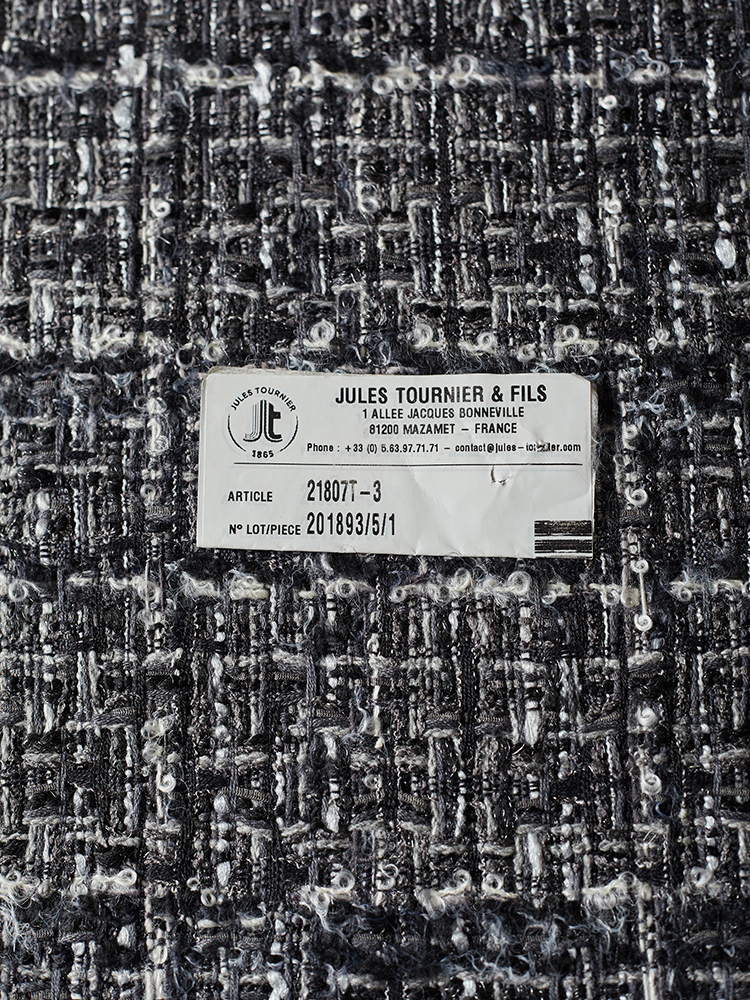 JULES TOURNIER
Jt
1865
JULES TOURNIER & FILS
1 ALLEE JACQUES BONNEVILLE
81200 MAZAMET – FRANCE
Phone : +33 (0) 5.63.97.71.71 – contact@jules-
ARTICLE 21807T-3
N° LOT/PIECE 201893/5/1